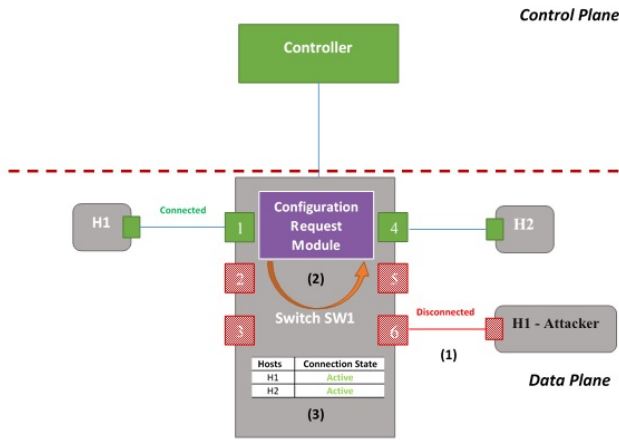 Control Plane
Controller
Connected
H1
1
Configuration
Request
Module
4
H2
2
(2)
5
Switch SW1
3
6
Disconnected
H1 - Attacker
(1)
Hosts Connection State
H1 Active
H2 Active
(3)
Data Plane